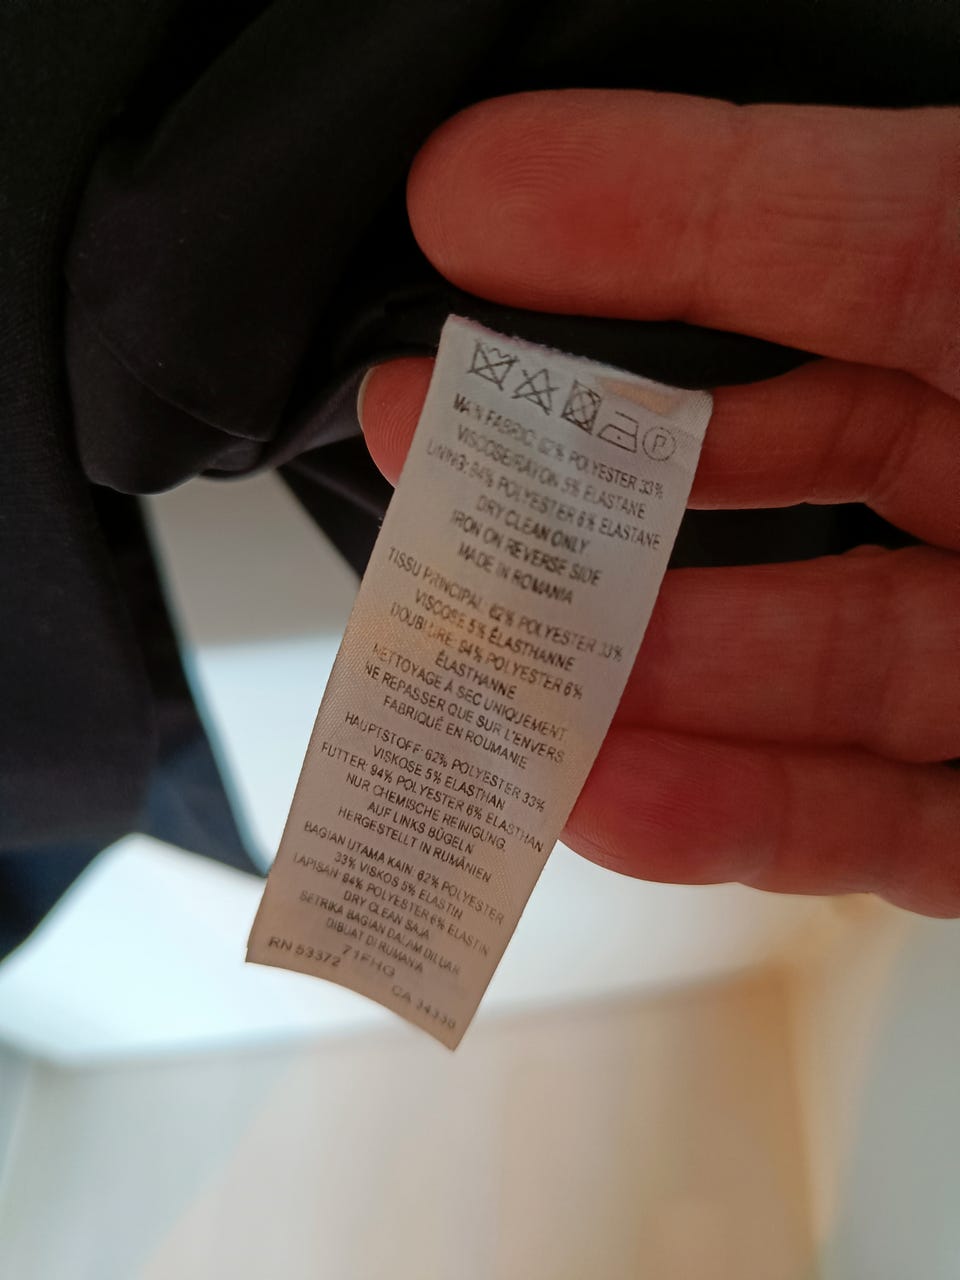 P
MAIN FABRIC: 62% POLYESTER 33%
VISCOSE/RAYON 5% ELASTANE
LINING: 94% POLYESTER 6% ELASTANE
DRY CLEAN ONLY
IRON ON REVERSE SIDE
MADE IN ROMANIA
TISSU PRINCIPAL: 62% POLYESTER 33%
VISCOSE 5% ÉLASTHANNE
DOUBLURE: 94% POLYESTER 6%
ÉLASTHANNE
NETTOYAGE À SEC UNIQUEMENT
NE REPASSER QUE SUR L'ENVERS
FABRIQUÉ EN ROUMANIE
HAUPTSTOFF: 62% POLYESTER 33%
VISKOSE 5% ELASTHAN
FUTTER: 94% POLYESTER 6% ELASTHAN
NUR CHEMISCHE REINIGUNG
AUF LINKS BÜGELN
HERGESTELLT IN RUMÄNIEN
BAGIAN UTAMA KAIN: 62% POLYESTER
33% VISKOS 5% ELASTIN
LAPISAN: 94% POLYESTER 6% ELASTIN
DRY CLEAN SAJA
SETRIKA BAGIAN DALAM DILUAR
DIBUAT DI RUMANIA
RN 53372 71FHG CA 34330